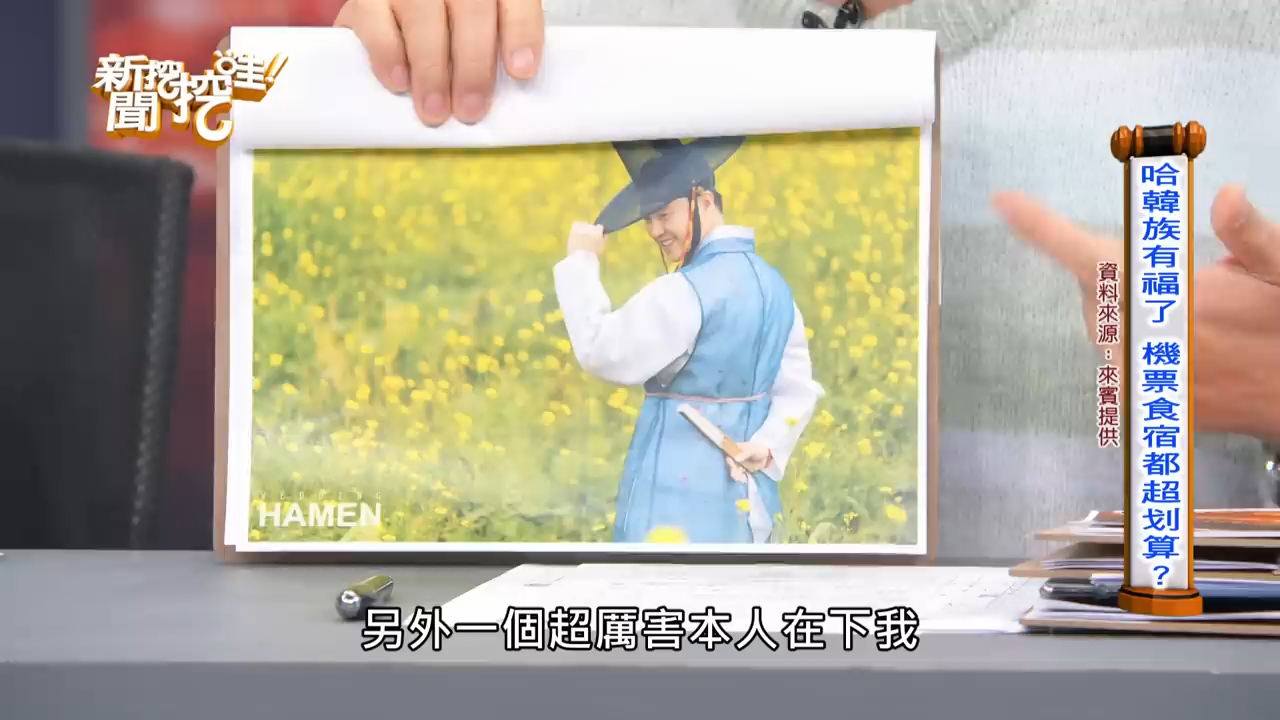 新聞挖挖哇!!
哈韓族有福了 機票食宿都超划算?
資料來源:來賓提供
WEDDING
HAMEN
另外一個超厲害本人在下我